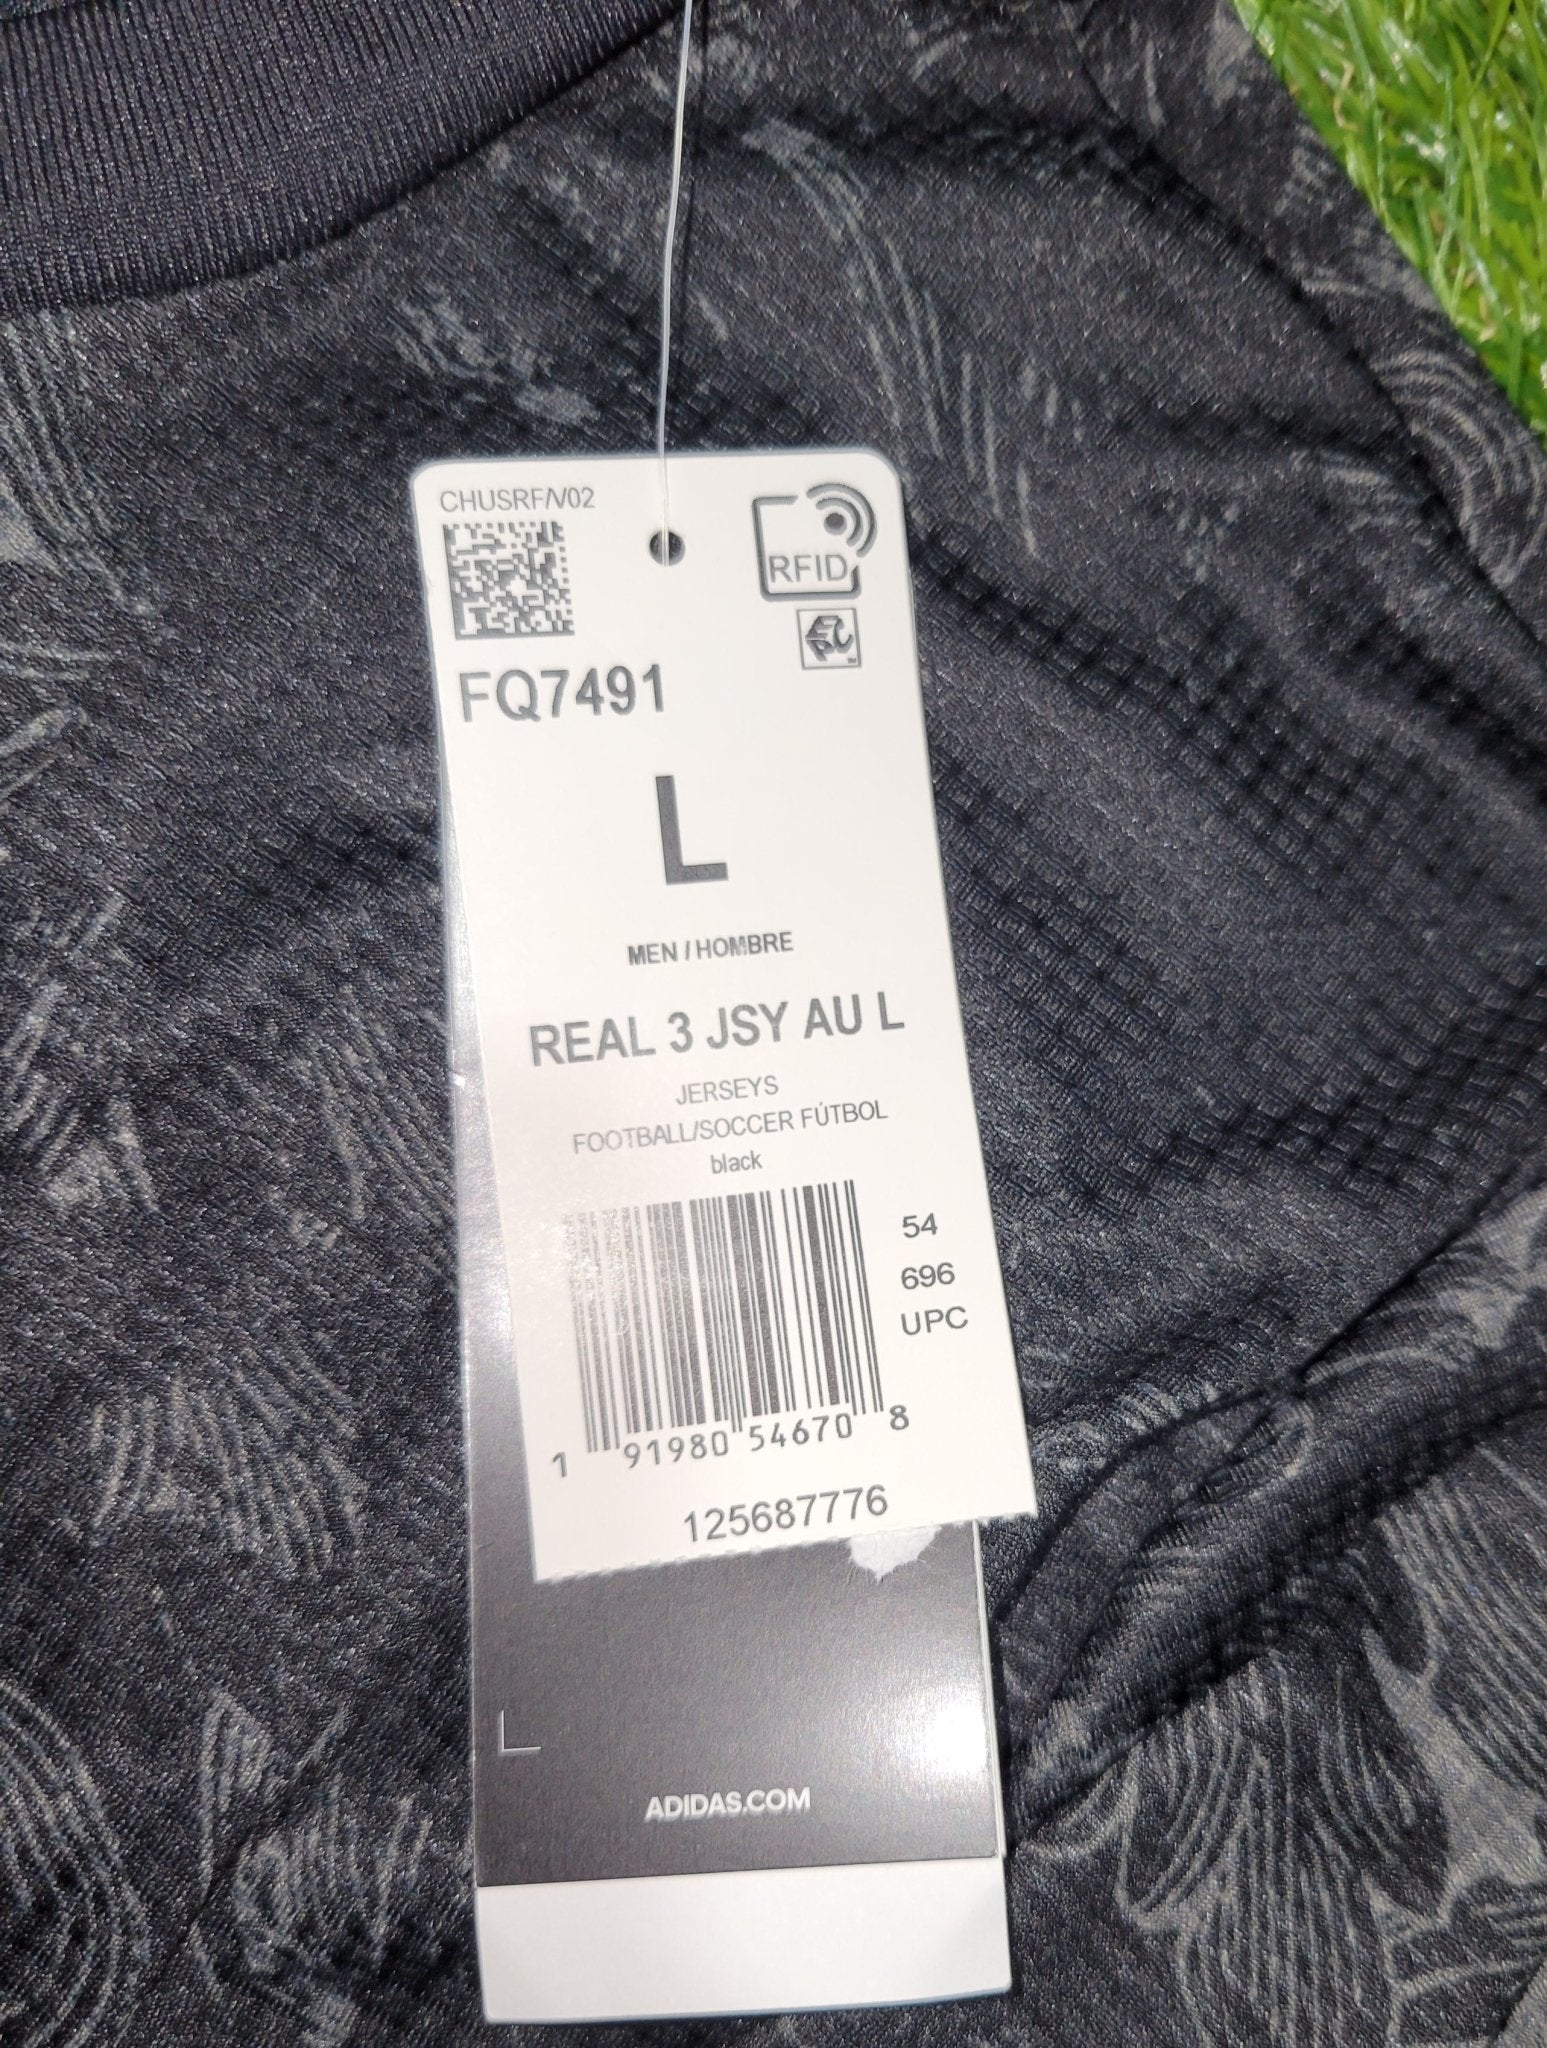 CHUSRF/V02
RFID
EPC
FQ7491
L
MEN / HOMBRE
REAL 3 JSY AU L
JERSEYS
FOOTBALL/SOCCER FÚTBOL
black
54
696
UPC
1 91980 54670 8
125687776
L
ADIDAS.COM